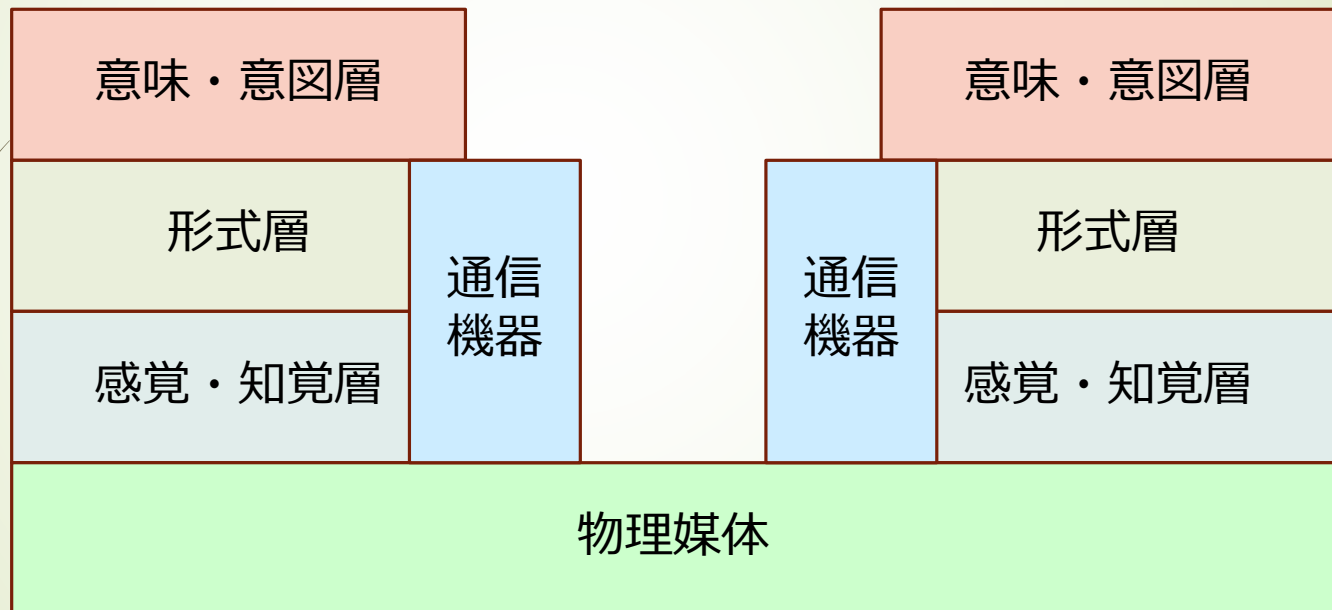 意味・意図層
意味・意図層
形式層
形式層
通信
機器
通信
機器
感覚・知覚層
感覚・知覚層
物理媒体